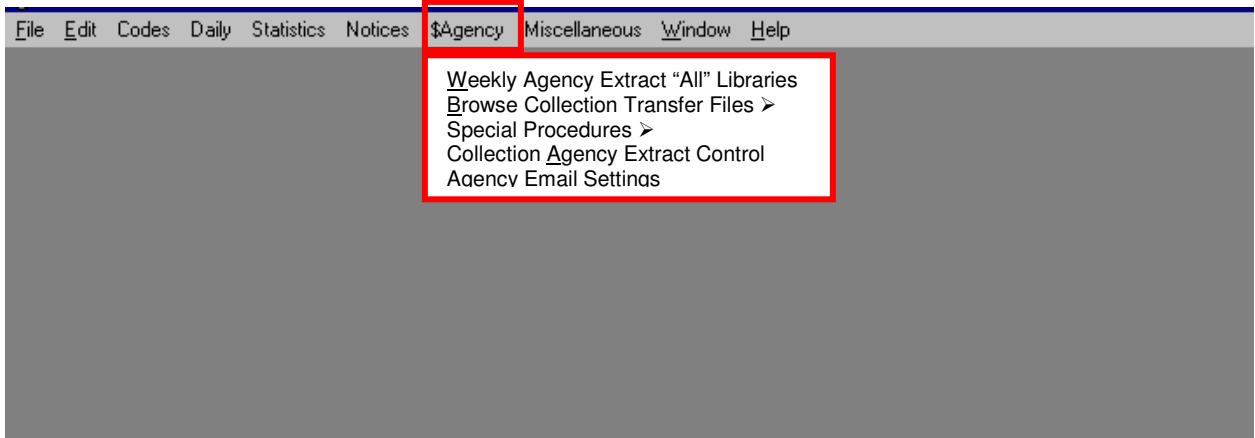 File Edit Codes Daily Statistics Notices $Agency Miscellaneous Window Help
Weekly Agency Extract “All” Libraries
Browse Collection Transfer Files ➢
Special Procedures ➢
Collection Agency Extract Control
Agency Email Settings